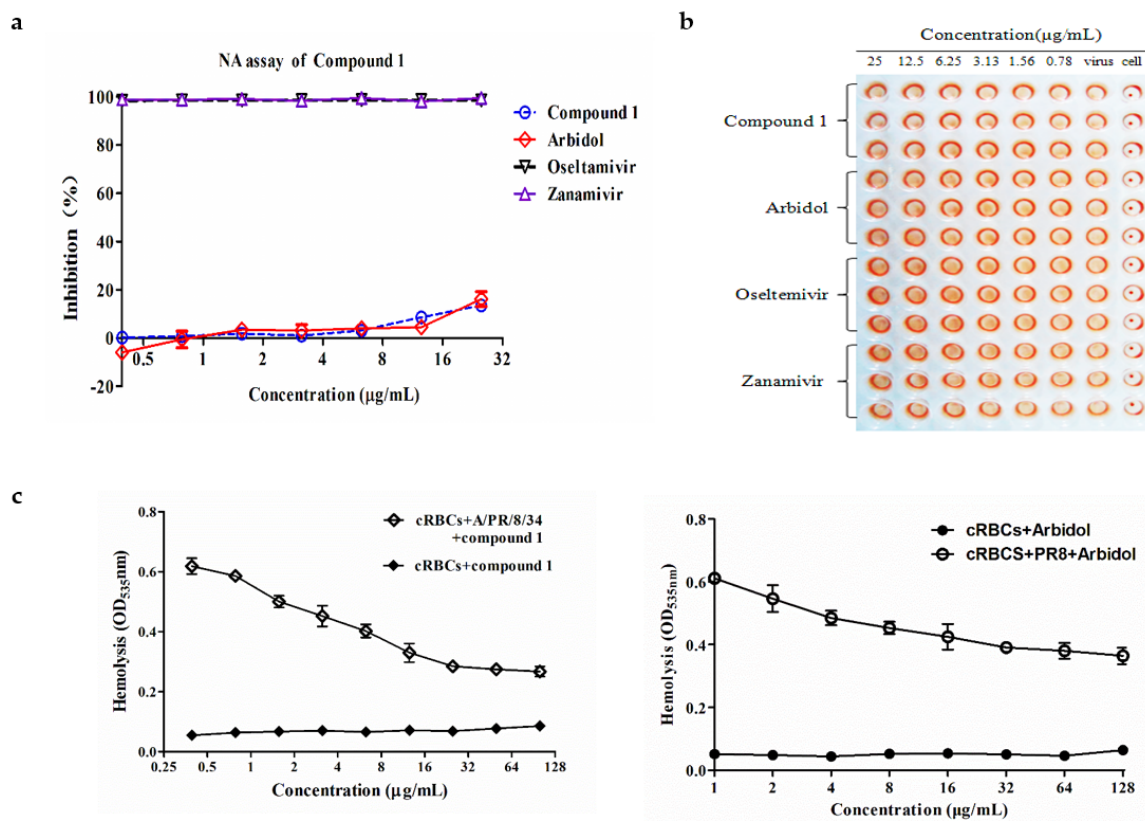 a
NA assay of Compound 1
100
80
60
40
20
0
-20
0.5 1 2 4 8 16 32
Inhibition (%)
Concentration (µg/mL)
Compound 1
Arbidol
Oseltamivir
Zanamivir
b
Concentration(µg/mL)
25 12.5 6.25 3.13 1.56 0.78 virus cell
Compound 1
Arbidol
Oseltemivir
Zanamivir
c
0.8
0.6
0.4
0.2
0.0
0.25 0.5 1 2 4 8 16 32 64 128
Hemolysis (OD535nm)
Concentration (µg/mL)
cRBCs+A/PR/8/34
+compound 1
cRBCs+compound 1
0.8
0.6
0.4
0.2
0.0
1 2 4 8 16 32 64 128
Hemolysis (OD535nm)
Concentration (µg/mL)
cRBCs+Arbidol
cRBCS+PR8+Arbidol